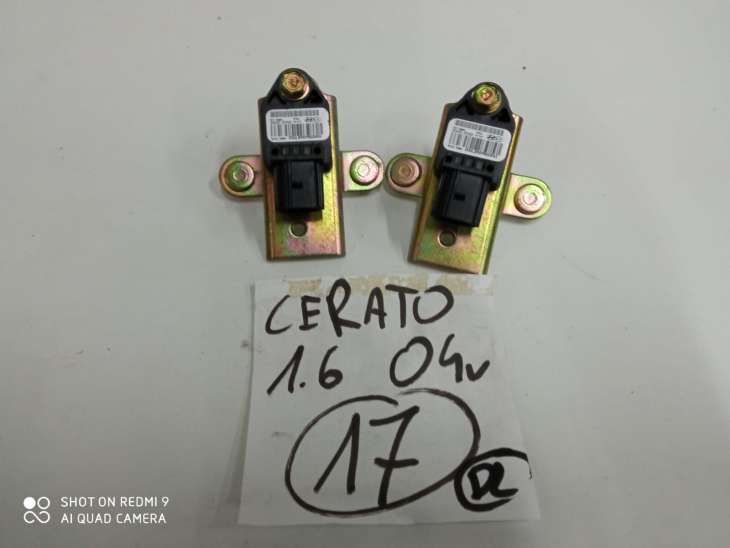 CERATO
1.6 04v
17
DL
SHOT ON REDMI 9
AI QUAD CAMERA